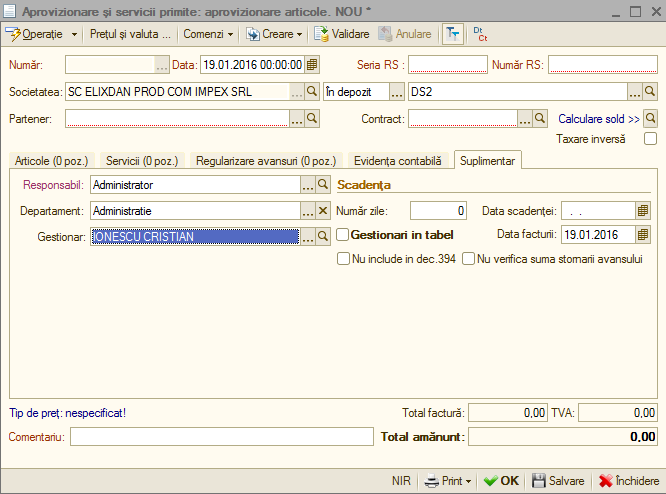 Aprovizionare și servicii primite: aprovizionare articole. NOU *
Operație Prețul și valuta ... Comenzi Creare Validare Anulare Tт Dt Ct
Număr: ... Data: 19.01.2016 00:00:00 Seria RS : Număr RS:
Societatea: SC ELIXDAN PROD COM IMPEX SRL ... În depozit ... DS2 ...
Partener: ... Contract: ... Calculare sold >>
Taxare inversă
Articole (0 poz.) Servicii (0 poz.) Regularizare avansuri (0 poz.) Evidența contabilă Suplimentar
Responsabil: Administrator ... Scadența
Departament: Administratie ... Număr zile: 0 Data scadenței: . .
Gestionar: IONESCU CRISTIAN ... Gestionari in tabel Data facturii: 19.01.2016
Nu include in dec.394 Nu verifica suma stornarii avansului
Tip de preț: nespecificat! Total factură: 0,00 TVA: 0,00
Comentariu: Total amănunt: 0,00
NIR Print OK Salvare Închidere